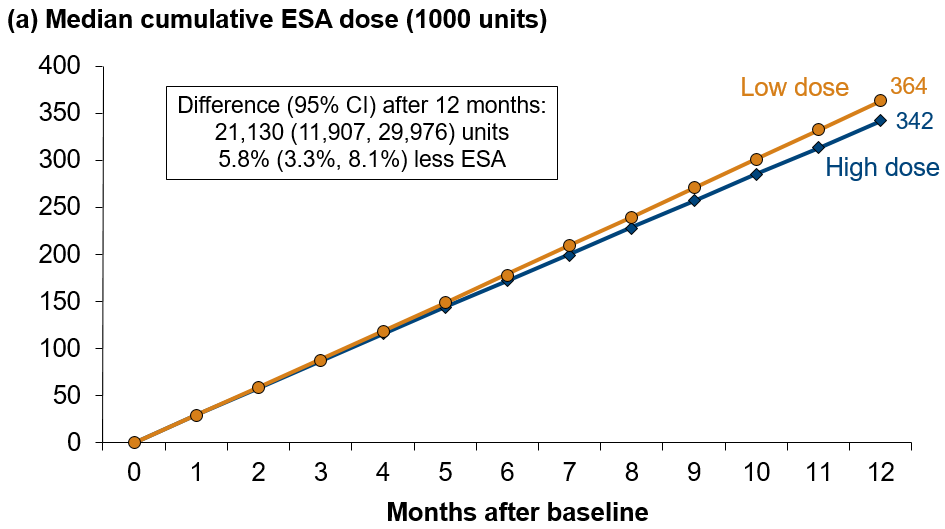 (a) Median cumulative ESA dose (1000 units)
400
350
300
250
200
150
100
50
0
Difference (95% CI) after 12 months:
21,130 (11,907, 29,976) units
5.8% (3.3%, 8.1%) less ESA
Low dose
364
342
High dose
0 1 2 3 4 5 6 7 8 9 10 11 12
Months after baseline